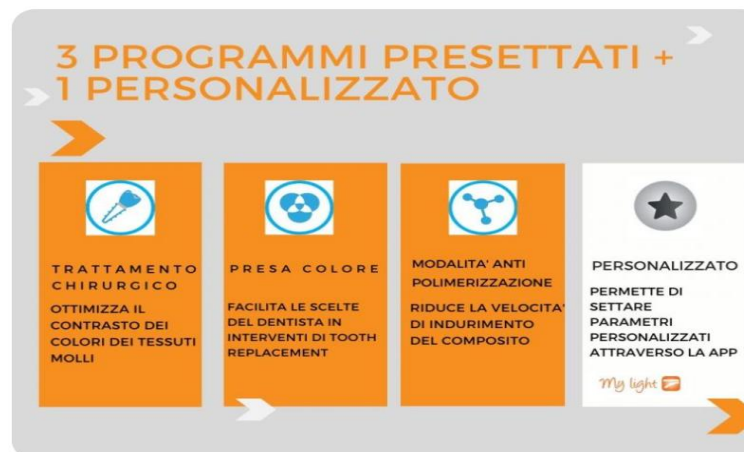 3 PROGRAMMI PRESETTATI +
1 PERSONALIZZATO
TRATTAMENTO
CHIRURGICO
OTTIMIZZA IL
CONTRASTO DEI
COLORI DEI TESSUTI
MOLLI
PRESA COLORE
FACILITA LE SCELTE
DEL DENTISTA IN
INTERVENTI DI TOOTH
REPLACEMENT
MODALITA' ANTI
POLIMERIZZAZIONE
RIDUCE LA VELOCITA'
DI INDURIMENTO
DEL COMPOSITO
PERSONALIZZATO
PERMETTE DI
SETTARE
PARAMETRI
PERSONALIZZATI
ATTRAVERSO LA APP
My light